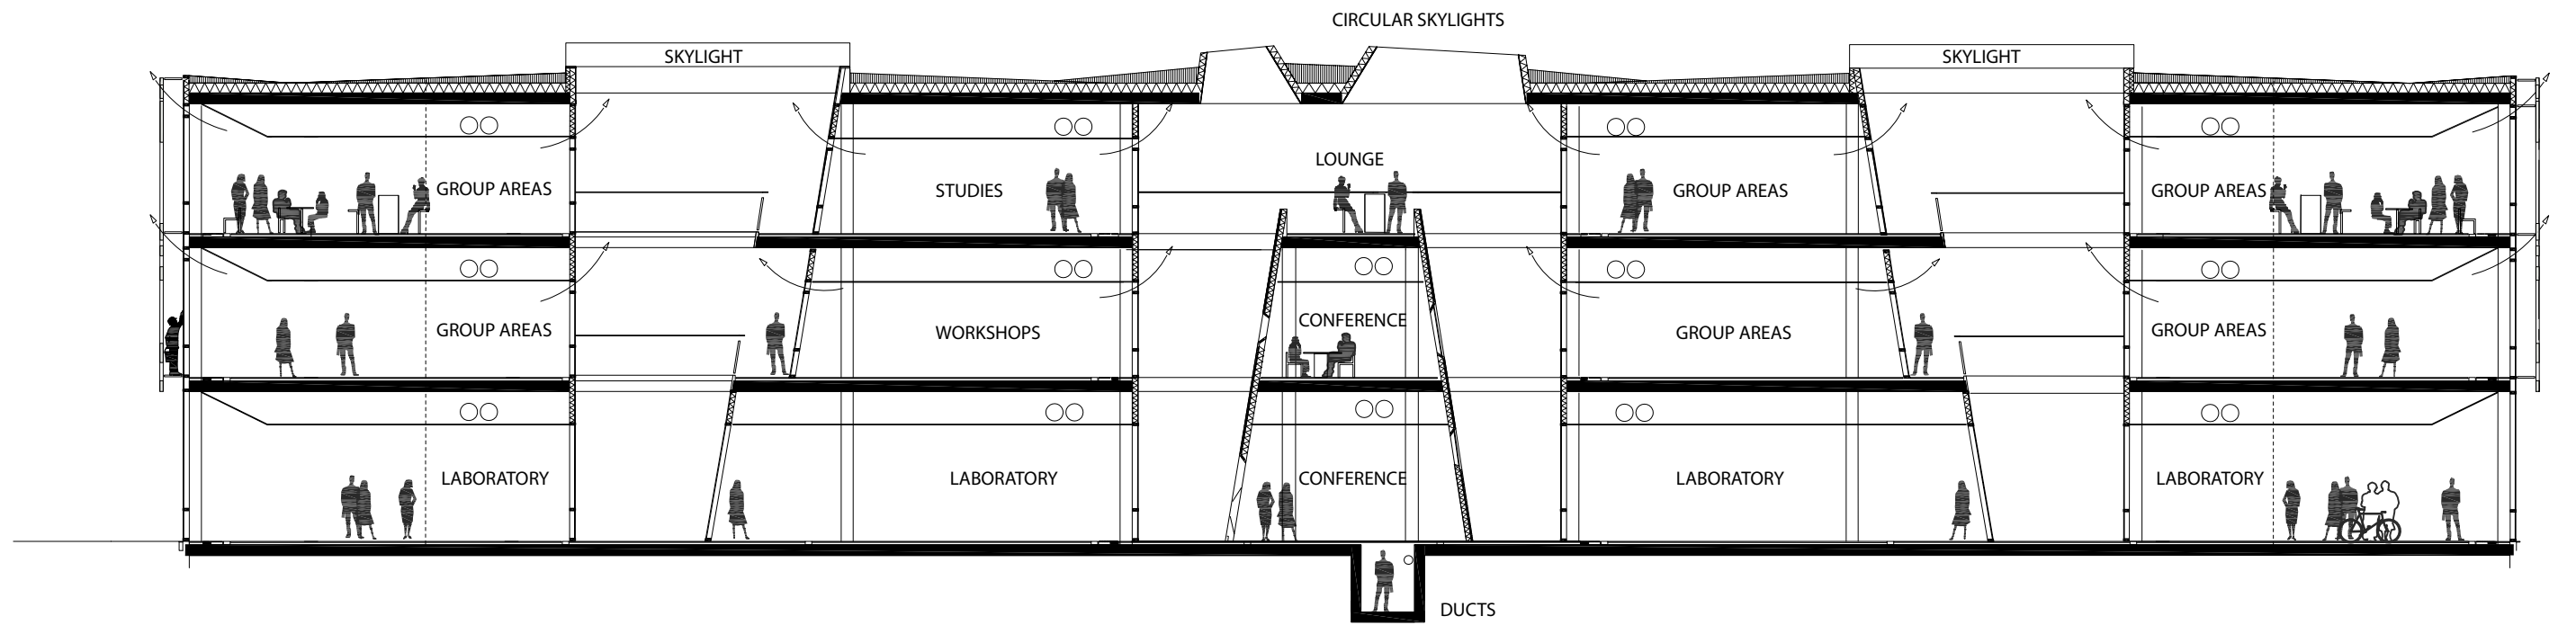 CIRCULAR SKYLIGHTS
SKYLIGHT
SKYLIGHT
LOUNGE
GROUP AREAS
STUDIES
GROUP AREAS
GROUP AREAS
GROUP AREAS
WORKSHOPS
CONFERENCE
GROUP AREAS
GROUP AREAS
LABORATORY
LABORATORY
CONFERENCE
LABORATORY
LABORATORY
DUCTS